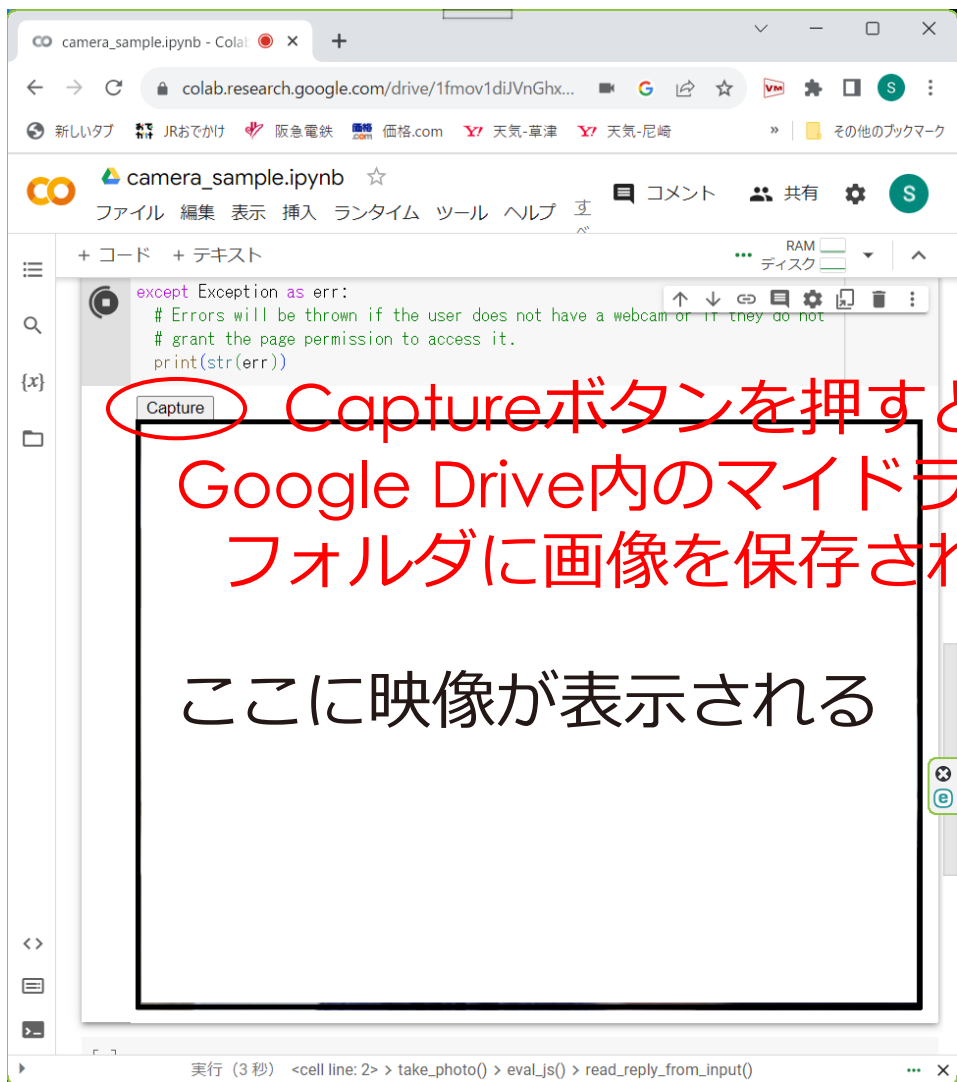 camera_sample.ipynb - Cola
colab.research.google.com/drive/1fmov1diJVnGhx...
新しいタブ JRおでかけ 阪急電鉄 価格.com 天気-草津 天気-尼崎 » その他のブックマーク
camera_sample.ipynb
コメント 共有 S
ファイル 編集 表示 挿入 ランタイム ツール ヘルプ す
+ コード + テキスト
RAM
ディスク
except Exception as err:
# Errors will be thrown if the user does not have a webcam or if they do not
# grant the page permission to access it.
print(str(err))
{x}
Capture
Captureボタンを押すと
Google Drive内のマイドラ
フォルダに画像を保存され
ここに映像が表示される
実行（3 秒） <cell line: 2> > take_photo() > eval_js() > read_reply_from_input()